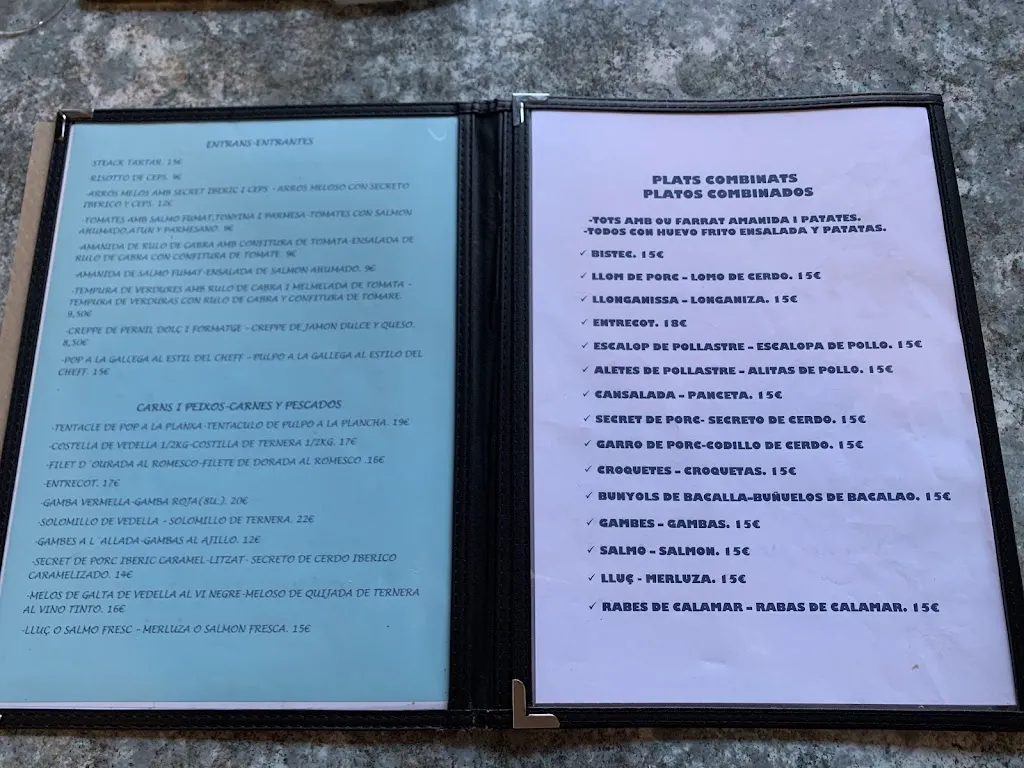 ENTRANS-ENTRANTES
-STEACK TARTAR. 15€
-RISOTTO DE CEPS. 9€
-ARROS MELOS AMB SECRET IBERIC I CEPS - ARROS MELOSO CON SECRETO
IBERICO Y CEPS. 12€
-TOMATES AMB SALMO FUMAT, TONYINA I PARMESA-TOMATES CON SALMON
AHUMADO, ATUN Y PARMESANO. 9€
-AMANIDA DE RULO DE CABRA AMB CONFITURA DE TOMATA-ENSALADA DE
RULO DE CABRA CON CONFITURA DE TOMATE. 9€
-AMANIDA DE SALMO FUMAT-ENSALADA DE SALMON AHUMADO. 9€
-TEMPURA DE VERDURES AMB RULO DE CABRA I MELMELADA DE TOMATA -
TEMPURA DE VERDURAS CON RULO DE CABRA Y CONFITURA DE TOMARE.
9,50€
-CREPPE DE PERNIL DOLÇ I FORMATGE - CREPPE DE JAMON DULCE Y QUESO.
8,50€
-POP A LA GALLEGA AL ESTIL DEL CHEFF - PULPO A LA GALLEGA AL ESTILO DEL
CHEFF. 15€
CARNS I PEIXOS-CARNES Y PESCADOS
-TENTACLE DE POP A LA PLANXA-TENTACULO DE PULPO A LA PLANCHA. 19€
-COSTELLA DE VEDELLA 1/2KG-COSTILLA DE TERNERA 1/2KG. 17€
-FILET D´OURADA AL ROMESCO-FILETE DE DORADA AL ROMESCO .16€
-ENTRECOT. 17€
-GAMBA VERMELLA-GAMBA ROJA(8U.). 20€
-SOLOMILLO DE VEDELLA - SOLOMILLO DE TERNERA. 22€
-GAMBES A L´ALLADA-GAMBAS AL AJILLO. 12€
-SECRET DE PORC IBERIC CARAMEL·LITZAT- SECRETO DE CERDO IBERICO
CARAMELIZADO. 14€
-MELOS DE GALTA DE VEDELLA AL VI NEGRE-MELOSO DE QUIJADA DE TERNERA
AL VINO TINTO. 16€
-LLUÇ O SALMO FRESC - MERLUZA O SALMON FRESCA. 15€
PLATS COMBINATS
PLATOS COMBINADOS
-TOTS AMB OU FARRAT AMANIDA I PATATES.
-TODOS CON HUEVO FRITO ENSALADA Y PATATAS.
✓ BISTEC. 15€
✓ LLOM DE PORC - LOMO DE CERDO. 15€
✓ LLONGANISSA - LONGANIZA. 15€
✓ ENTRECOT. 18€
✓ ESCALOP DE POLLASTRE - ESCALOPA DE POLLO. 15€
✓ ALETES DE POLLASTRE - ALITAS DE POLLO. 15€
✓ CANSALADA - PANCETA. 15€
✓ SECRET DE PORC- SECRETO DE CERDO. 15€
✓ GARRO DE PORC-CODILLO DE CERDO. 15€
✓ CROQUETES - CROQUETAS. 15€
✓ BUNYOLS DE BACALLA-BUÑUELOS DE BACALAO. 15€
✓ GAMBES - GAMBAS. 15€
✓ SALMO - SALMON. 15€
✓ LLUÇ - MERLUZA. 15€
✓ RABES DE CALAMAR - RABAS DE CALAMAR. 15€